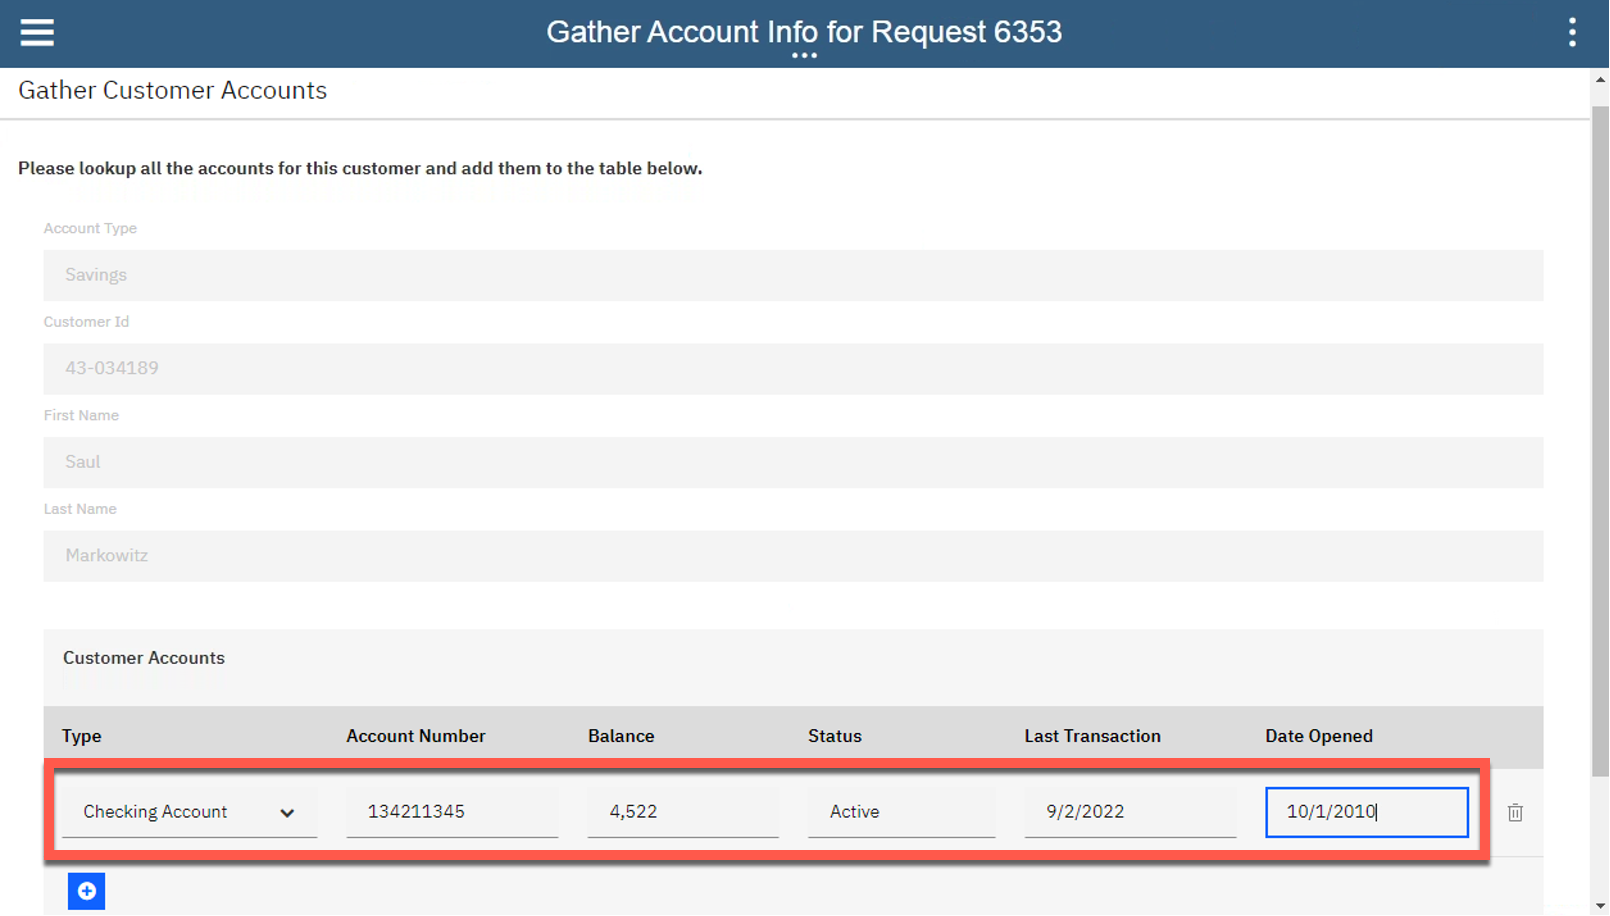 Gather Account Info for Request 6353
Gather Customer Accounts
Please lookup all the accounts for this customer and add them to the table below.
Account Type
Savings
Customer Id
43-034189
First Name
Saul
Last Name
Markowitz
Customer Accounts
Type Account Number Balance Status Last Transaction Date Opened
Checking Account 134211345 4,522 Active 9/2/2022 10/1/2010